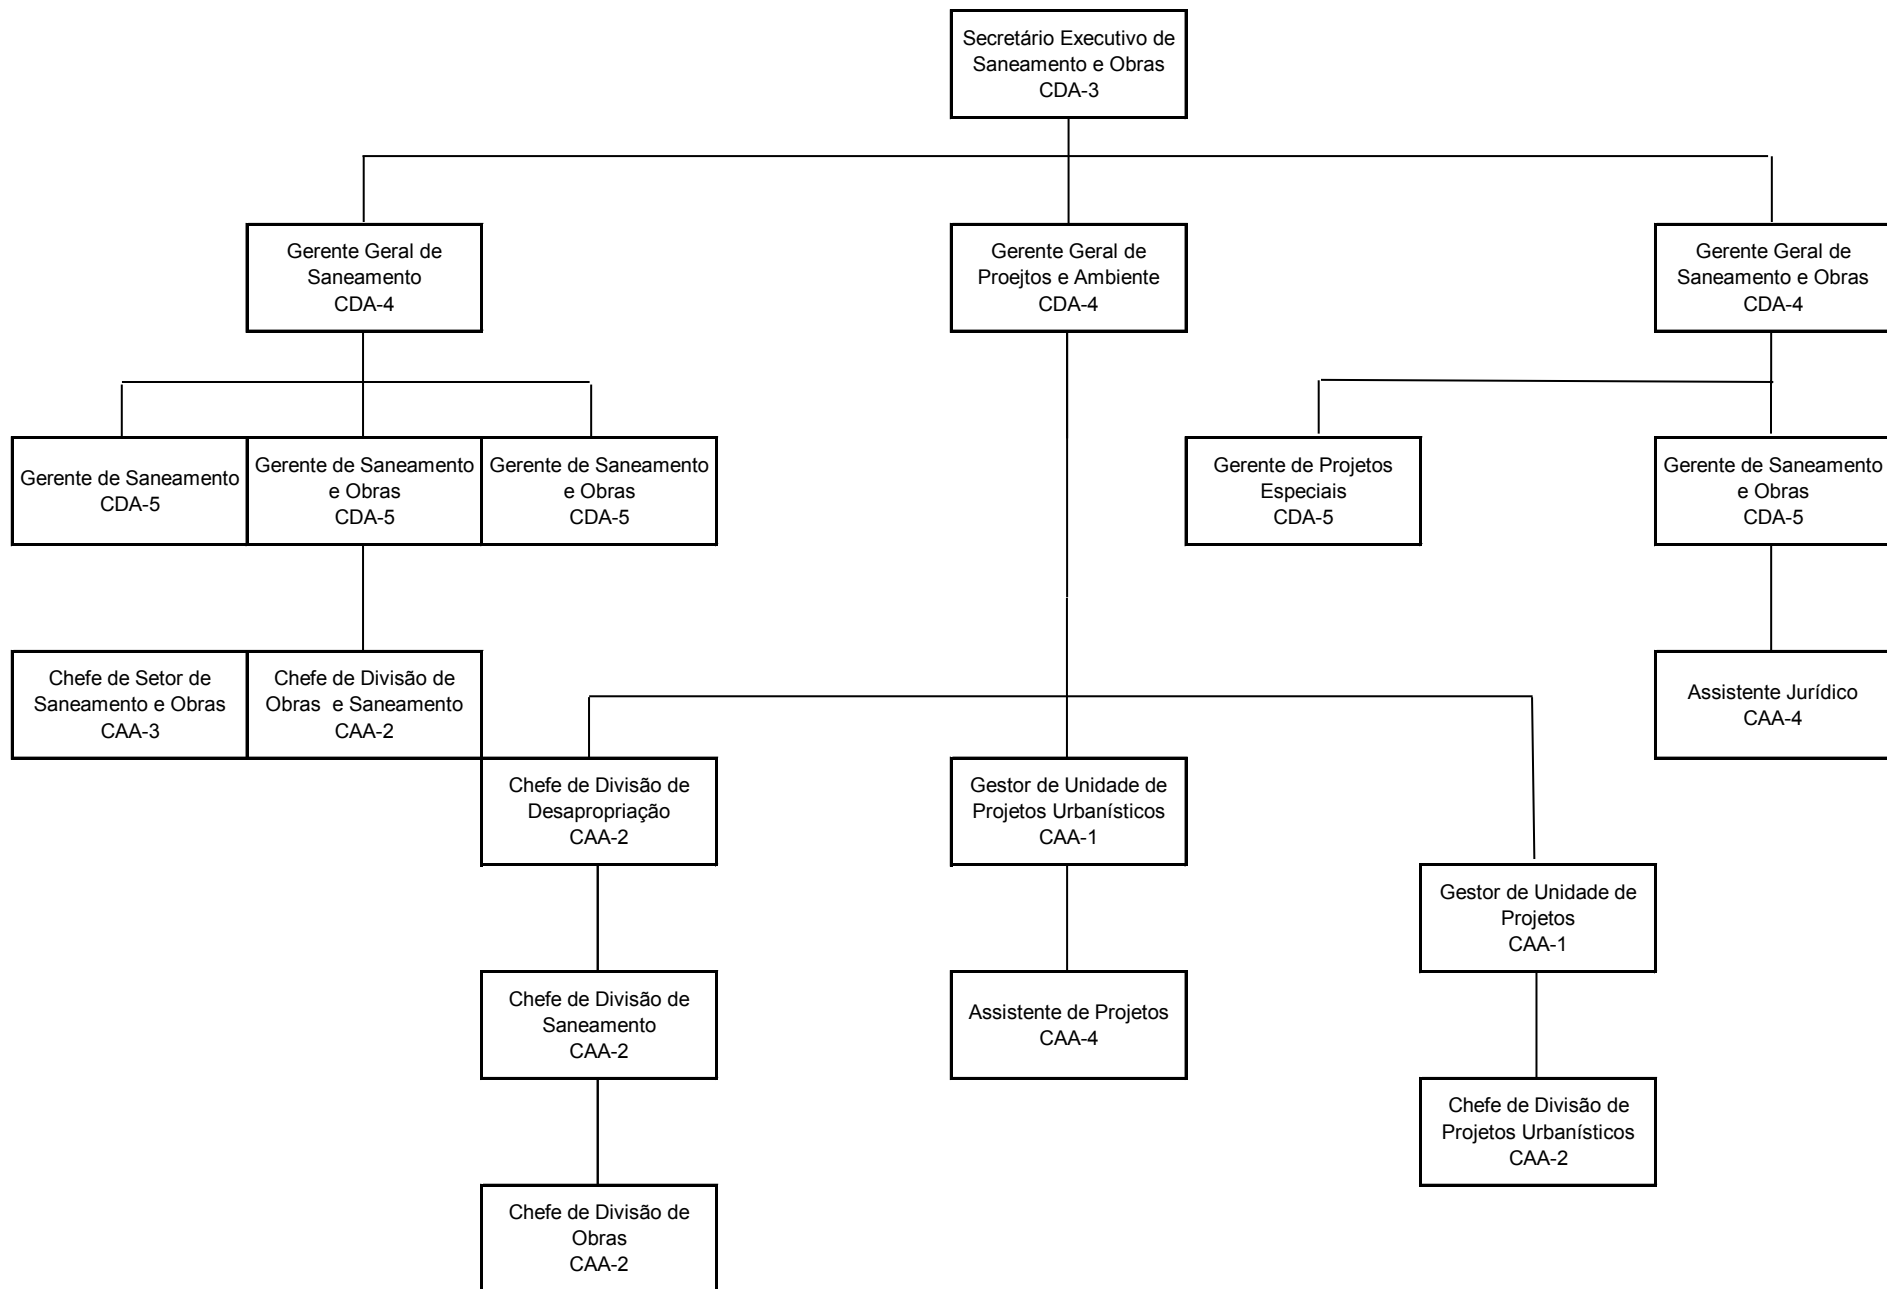 Secretário Executivo de
Saneamento e Obras
CDA-3
Gerente Geral de
Saneamento
CDA-4
Gerente Geral de
Proejtos e Ambiente
CDA-4
Gerente Geral de
Saneamento e Obras
CDA-4
Gerente de Saneamento
CDA-5
Gerente de Saneamento
e Obras
CDA-5
Gerente de Saneamento
e Obras
CDA-5
Gerente de Projetos
Especiais
CDA-5
Gerente de Saneamento
e Obras
CDA-5
Chefe de Setor de
Saneamento e Obras
CAA-3
Chefe de Divisão de
Obras  e Saneamento
CAA-2
Assistente Jurídico
CAA-4
Chefe de Divisão de
Desapropriação
CAA-2
Gestor de Unidade de
Projetos Urbanísticos
CAA-1
Gestor de Unidade de
Projetos
CAA-1
Chefe de Divisão de
Saneamento
CAA-2
Assistente de Projetos
CAA-4
Chefe de Divisão de
Projetos Urbanísticos
CAA-2
Chefe de Divisão de
Obras
CAA-2